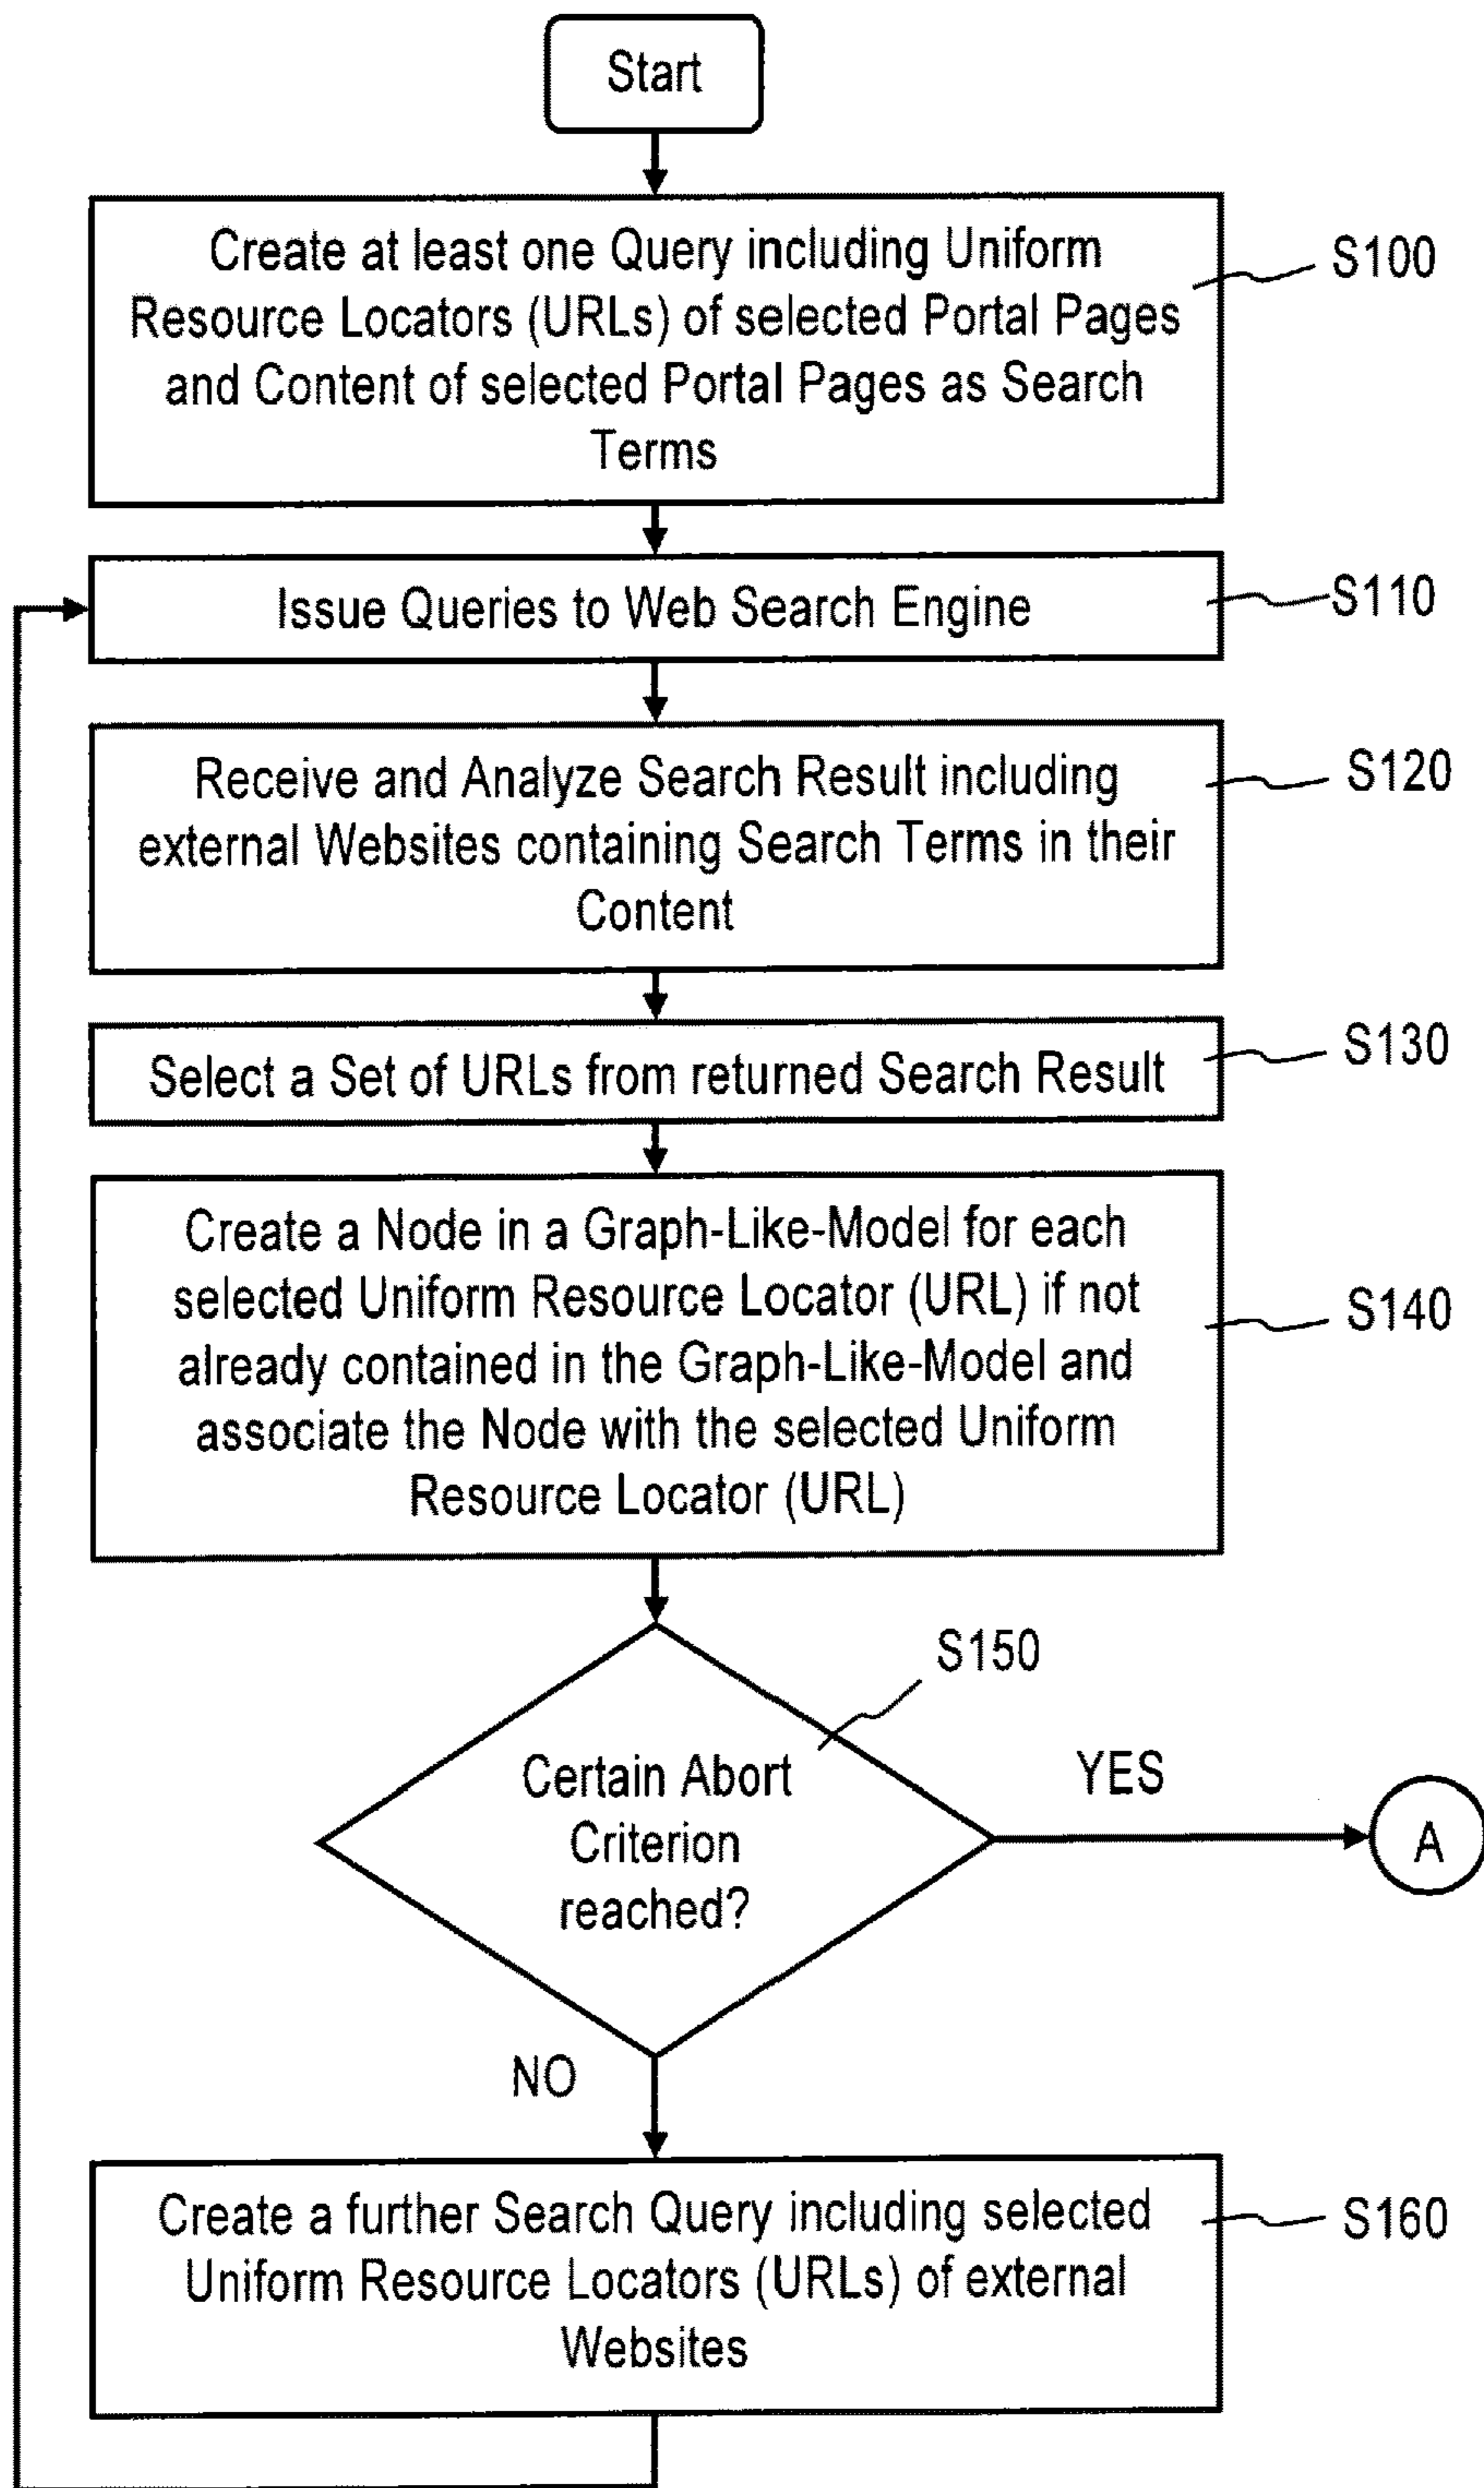 Start
Create at least one Query including Uniform
Resource Locators (URLs) of selected Portal Pages
and Content of selected Portal Pages as Search
Terms
S100
Issue Queries to Web Search Engine
S110
Receive and Analyze Search Result including
external Websites containing Search Terms in their
Content
S120
Select a Set of URLs from returned Search Result
S130
Create a Node in a Graph-Like-Model for each
selected Uniform Resource Locator (URL) if not
already contained in the Graph-Like-Model and
associate the Node with the selected Uniform
Resource Locator (URL)
S140
S150
Certain Abort
Criterion
reached?
YES
A
NO
Create a further Search Query including selected
Uniform Resource Locators (URLs) of external
Websites
S160